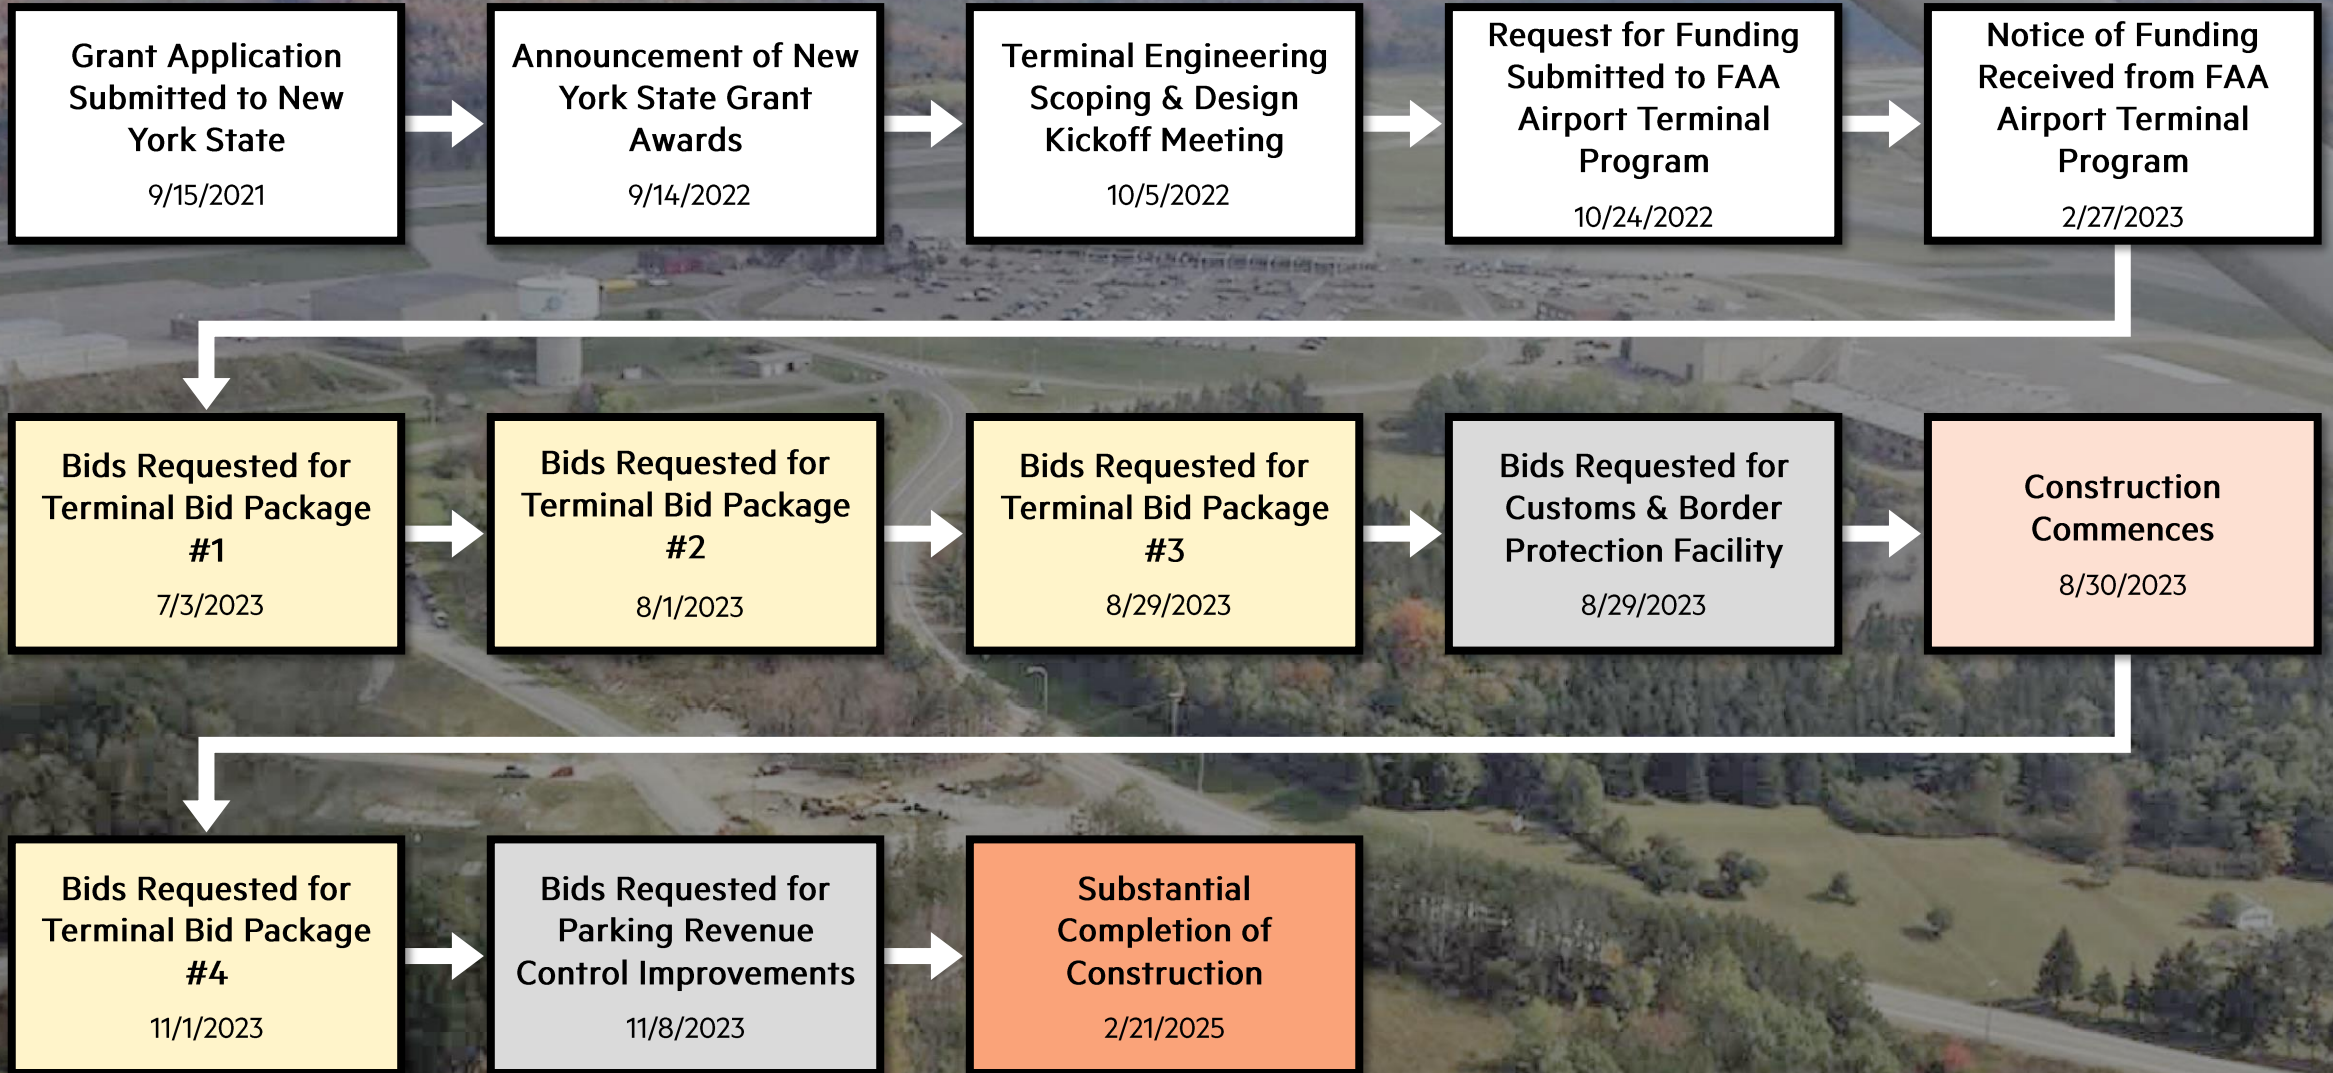 Grant Application
Submitted to New
York State
9/15/2021
Announcement of New
York State Grant
Awards
9/14/2022
Terminal Engineering
Scoping & Design
Kickoff Meeting
10/5/2022
Request for Funding
Submitted to FAA
Airport Terminal
Program
10/24/2022
Notice of Funding
Received from FAA
Airport Terminal
Program
2/27/2023
Bids Requested for
Terminal Bid Package
#1
7/3/2023
Bids Requested for
Terminal Bid Package
#2
8/1/2023
Bids Requested for
Terminal Bid Package
#3
8/29/2023
Bids Requested for
Customs & Border
Protection Facility
8/29/2023
Construction
Commences
8/30/2023
Bids Requested for
Terminal Bid Package
#4
11/1/2023
Bids Requested for
Parking Revenue
Control Improvements
11/8/2023
Substantial
Completion of
Construction
2/21/2025